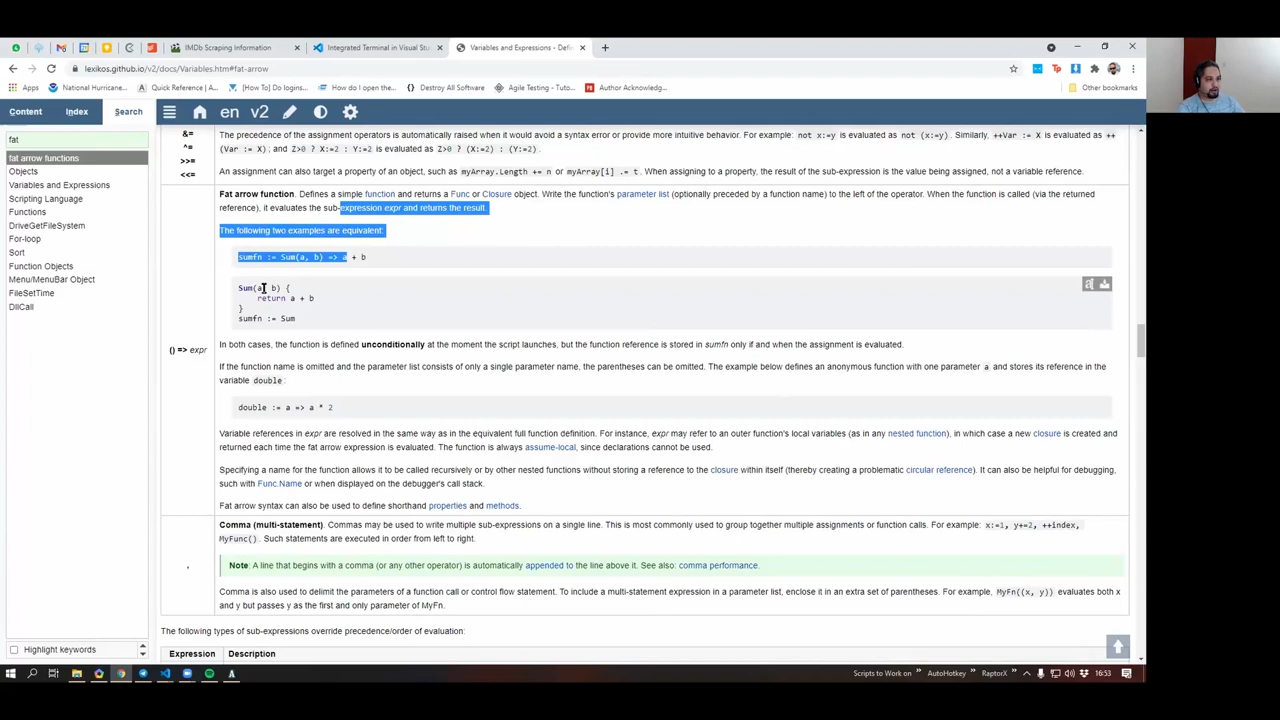 IMDb Scraping Information
Integrated Terminal in Visual Stu
Variables and Expressions - Defin
lexikos.github.io/v2/docs/Variables.htm#fat-arrow
Apps
National Hurricane...
Quick Reference | A...
[How To] Do logins...
How do I open the...
Destroy All Software
Agile Testing - Tuto...
Author Acknowledg...
Other bookmarks
Content
Index
Search
en
v2
fat
fat arrow functions
Objects
Variables and Expressions
Scripting Language
Functions
DriveGetFileSystem
For-loop
Sort
Function Objects
Menu/MenuBar Object
FileSetTime
DllCall
Highlight keywords
&=
^=
>>=
<<=
The precedence of the assignment operators is automatically raised when it would avoid a syntax error or provide more intuitive behavior. For example: not x:=y is evaluated as not (x:=y). Similarly, ++Var := X is evaluated as ++
(Var := X); and Z>0 ? X:=2 : Y:=2 is evaluated as Z>0 ? (X:=2) : (Y:=2).
An assignment can also target a property of an object, such as myArray.Length += n or myArray[i] .= t. When assigning to a property, the result of the sub-expression is the value being assigned, not a variable reference.
() => expr
Fat arrow function. Defines a simple function and returns a Func or Closure object. Write the function's parameter list (optionally preceded by a function name) to the left of the operator. When the function is called (via the returned
reference), it evaluates the sub-expression expr and returns the result.
The following two examples are equivalent:
sumfn := Sum(a, b) => a + b
Sum(a, b) {
return a + b
}
sumfn := Sum
In both cases, the function is defined unconditionally at the moment the script launches, but the function reference is stored in sumfn only if and when the assignment is evaluated.
If the function name is omitted and the parameter list consists of only a single parameter name, the parentheses can be omitted. The example below defines an anonymous function with one parameter a and stores its reference in the
variable double:
double := a => a * 2
Variable references in expr are resolved in the same way as in the equivalent full function definition. For instance, expr may refer to an outer function's local variables (as in any nested function), in which case a new closure is created and
returned each time the fat arrow expression is evaluated. The function is always assume-local, since declarations cannot be used.
Specifying a name for the function allows it to be called recursively or by other nested functions without storing a reference to the closure within itself (thereby creating a problematic circular reference). It can also be helpful for debugging,
such with Func.Name or when displayed on the debugger's call stack.
Fat arrow syntax can also be used to define shorthand properties and methods.
,
Comma (multi-statement). Commas may be used to write multiple sub-expressions on a single line. This is most commonly used to group together multiple assignments or function calls. For example: x:=1, y+=2, ++index,
MyFunc(). Such statements are executed in order from left to right.
Note: A line that begins with a comma (or any other operator) is automatically appended to the line above it. See also: comma performance.
Comma is also used to delimit the parameters of a function call or control flow statement. To include a multi-statement expression in a parameter list, enclose it in an extra set of parentheses. For example, MyFn((x, y)) evaluates both x
and y but passes y as the first and only parameter of MyFn.
The following types of sub-expressions override precedence/order of evaluation:
Expression
Description
Scripts to Work on
AutoHotkey
RaptorX
16:53